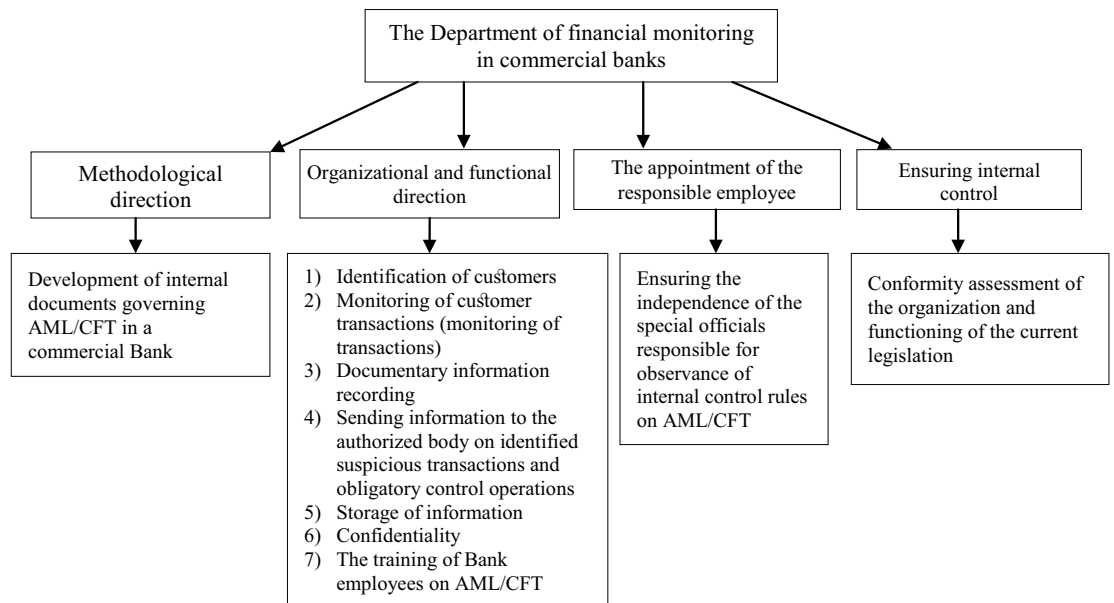 The Department of financial monitoring
in commercial banks
Methodological
direction
Organizational and functional
direction
The appointment of the
responsible employee
Ensuring internal
control
Development of internal
documents governing
AML/CFT in a
commercial Bank
1) Identification of customers
2) Monitoring of customer
transactions (monitoring of
transactions)
3) Documentary information
recording
4) Sending information to the
authorized body on identified
suspicious transactions and
obligatory control operations
5) Storage of information
6) Confidentiality
7) The training of Bank
employees on AML/CFT
Ensuring the
independence of the
special officials
responsible for
observance of
internal control rules
on AML/CFT
Conformity assessment of
the organization and
functioning of the current
legislation